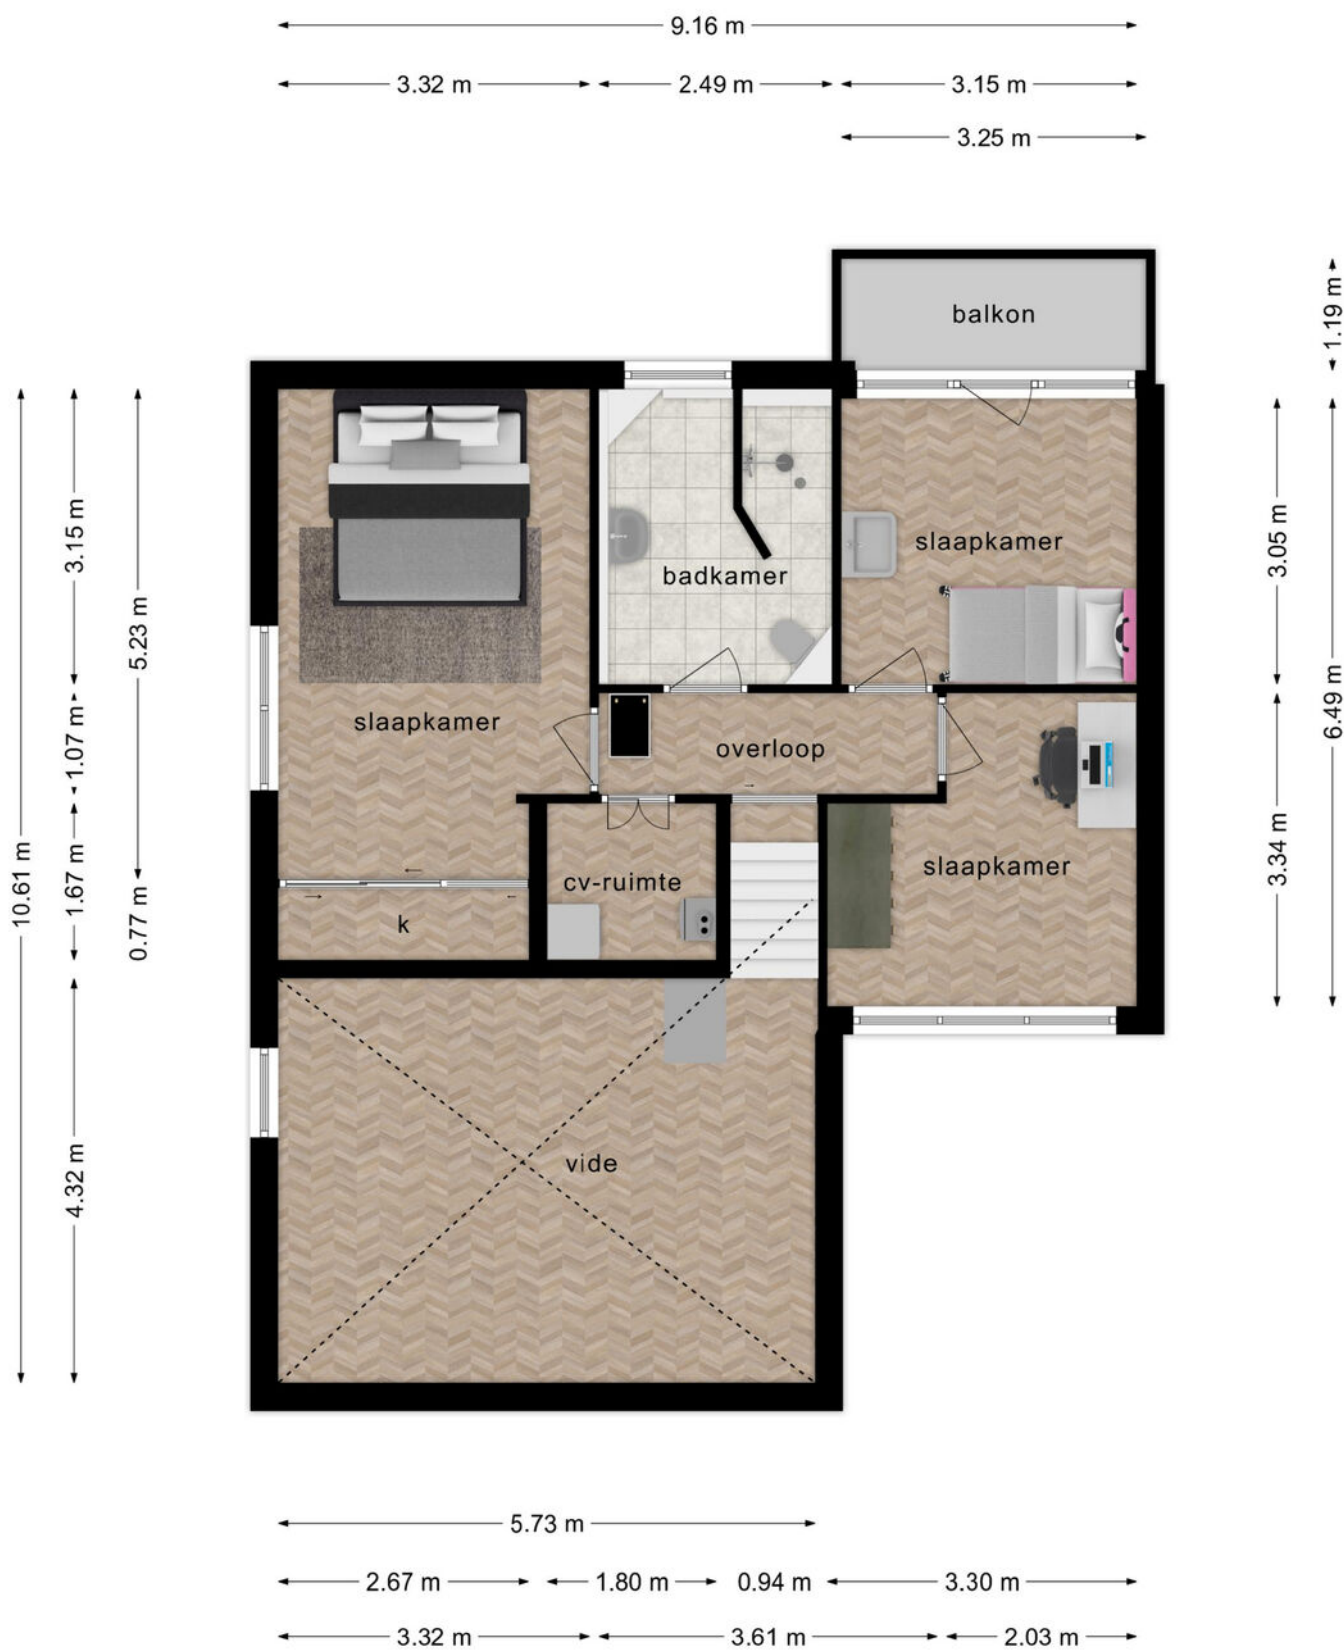 9.16 m
3.32 m
2.49 m
3.15 m
3.25 m
balkon
1.19 m
slaapkamer
badkamer
3.15 m
5.23 m
3.05 m
6.49 m
slaapkamer
overloop
1.07 m
slaapkamer
cv-ruimte
k
10.61 m
1.67 m
0.77 m
3.34 m
vide
4.32 m
5.73 m
2.67 m
1.80 m
0.94 m
3.30 m
3.32 m
3.61 m
2.03 m